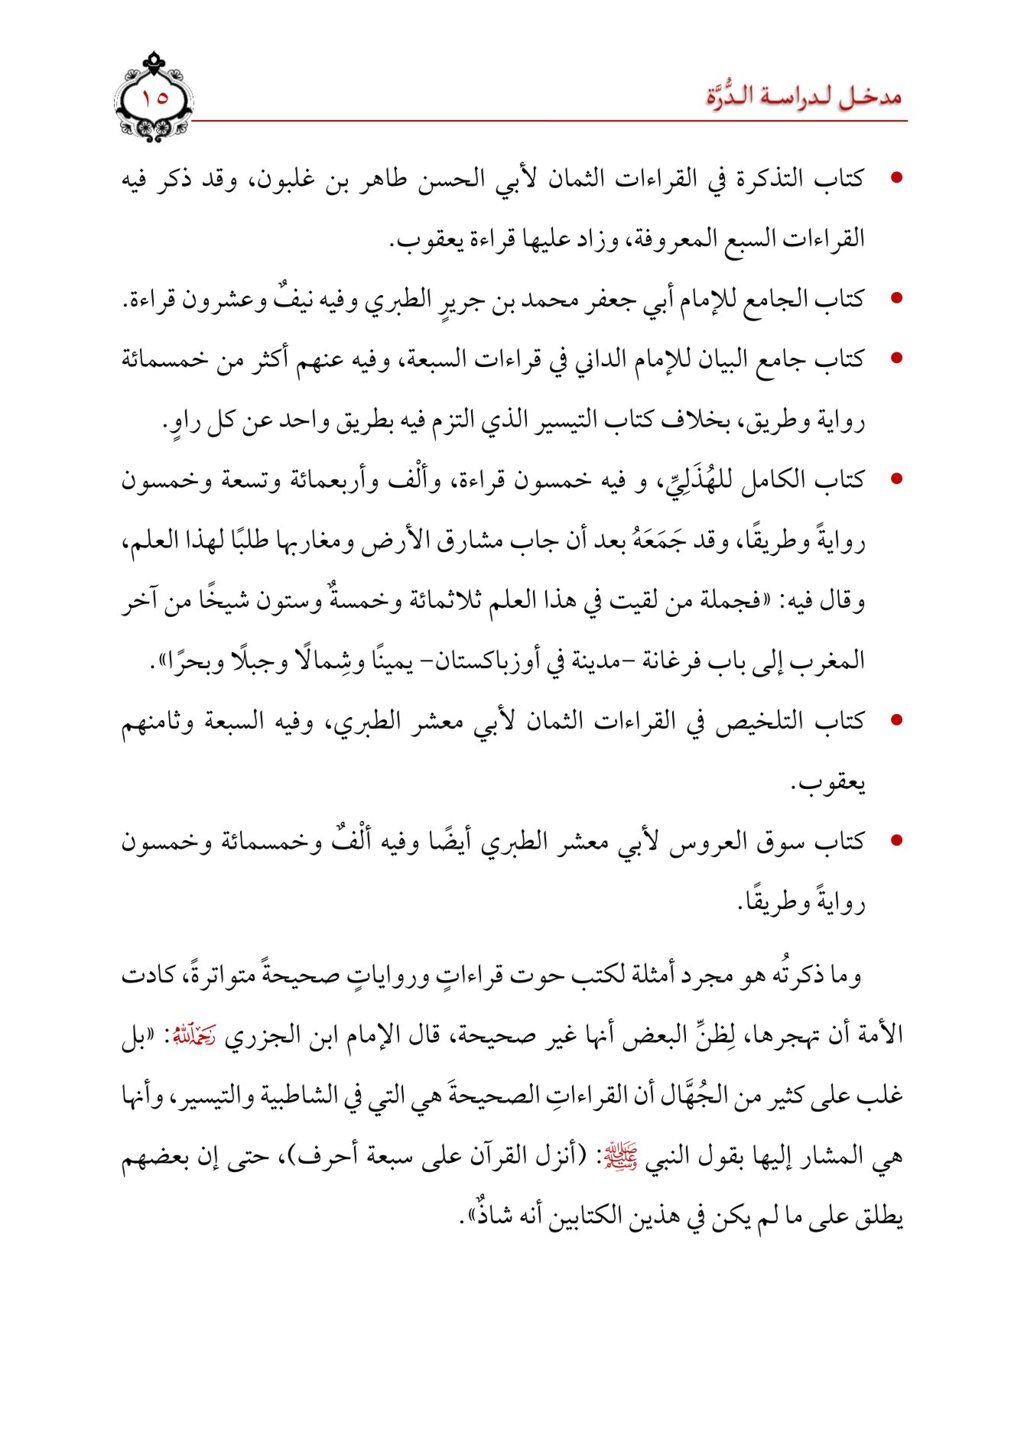 مدخل لدراسة الدُّرَّة
١٥
• كتاب التذكرة في القراءات الثمان لأبي الحسن طاهر بن غلبون، وقد ذكر فيه
القراءات السبع المعروفة، وزاد عليها قراءة يعقوب.
• كتاب الجامع للإمام أبي جعفر محمد بن جريرٍ الطبري وفيه نيفٌ وعشرون قراءة.
• كتاب جامع البيان للإمام الداني في قراءات السبعة، وفيه عنهم أكثر من خمسمائة
رواية وطريق، بخلاف كتاب التيسير الذي التزم فيه بطريق واحد عن كل راوٍ.
• كتاب الكامل للهُذَلِيِّ، و فيه خمسون قراءة، وألْف وأربعمائة وتسعة وخمسون
روايةً وطريقًا، وقد جَمَعَهُ بعد أن جاب مشارق الأرض ومغاربها طلبًا لهذا العلم،
وقال فيه: «فجملة من لقيت في هذا العلم ثلاثمائة وخمسةٌ وستون شيخًا من آخر
المغرب إلى باب فرغانة –مدينة في أوزباكستان– يمينًا وشِمالًا وجبلًا وبحرًا».
• كتاب التلخيص في القراءات الثمان لأبي معشر الطبري، وفيه السبعة وثامنهم
يعقوب.
• كتاب سوق العروس لأبي معشر الطبري أيضًا وفيه ألْفٌ وخمسمائة وخمسون
روايةً وطريقًا.
وما ذكرتُه هو مجرد أمثلة لكتب حوت قراءاتٍ ورواياتٍ صحيحةً متواترةً، كادت
الأمة أن تهجرها، لِظنِّ البعض أنها غير صحيحة، قال الإمام ابن الجزري رَحِمَهُ ٱللَّهُ: «بل
غلب على كثير من الجُهَّال أن القراءاتِ الصحيحةَ هي التي في الشاطبية والتيسير، وأنها
هي المشار إليها بقول النبي ﷺ: (أنزل القرآن على سبعة أحرف)، حتى إن بعضهم
يطلق على ما لم يكن في هذين الكتابين أنه شاذٌ».